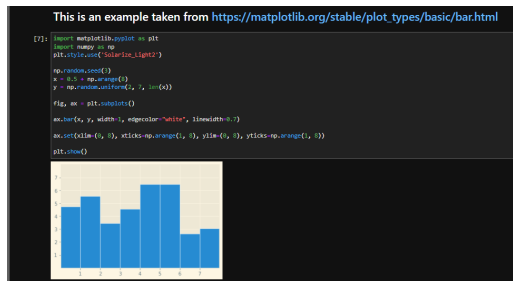 This is an example taken from https://matplotlib.org/stable/plot_types/basic/bar.html
[7]: import matplotlib.pyplot as plt
import numpy as np
plt.style.use('Solarize_Light2')
np.random.seed(3)
x = 0.5 + np.arange(8)
y = np.random.uniform(2, 7, len(x))
fig, ax = plt.subplots()
ax.bar(x, y, width=1, edgecolor="white", linewidth=0.7)
ax.set(xlim=(0, 8), xticks=np.arange(1, 8), ylim=(0, 8), yticks=np.arange(1, 8))
plt.show()
7
6
5
4
3
2
1
1 2 3 4 5 6 7